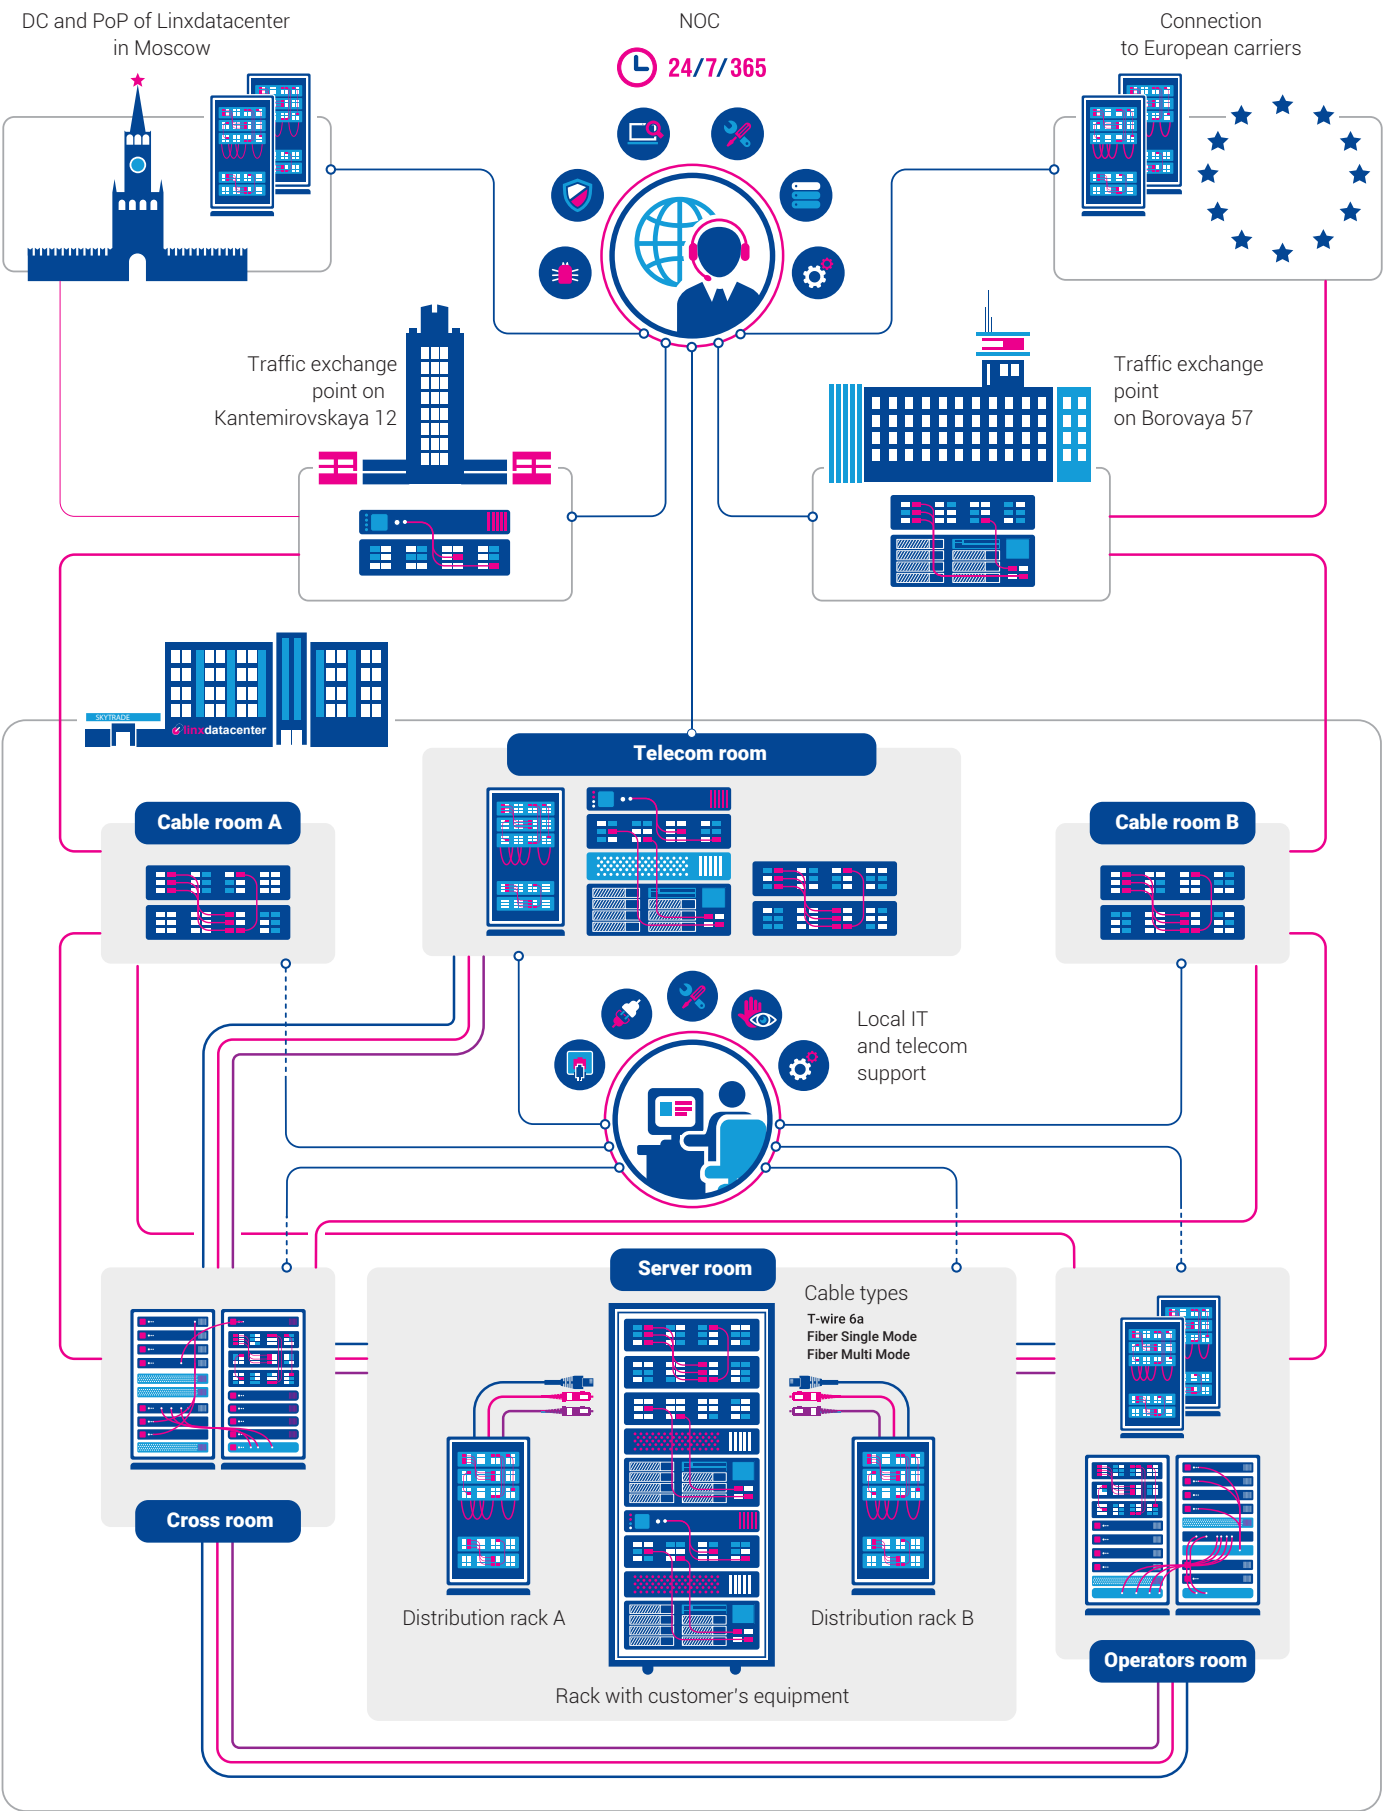 DC and PoP of Linxdatacenter
in Moscow
NOC
24/7/365
Connection
to European carriers
Traffic exchange
point on
Kantemirovskaya 12
Traffic exchange
point
on Borovaya 57
SKYTRADE
linxdatacenter
Telecom room
Cable room A
Cable room B
Local IT
and telecom
support
Server room
Cable types
T-wire 6a
Fiber Single Mode
Fiber Multi Mode
Cross room
Distribution rack A
Distribution rack B
Operators room
Rack with customer's equipment